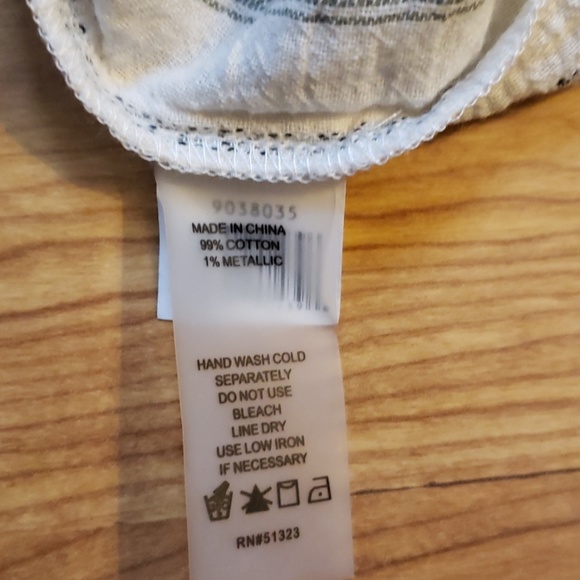 9038035
MADE IN CHINA
99% COTTON
1% METALLIC
HAND WASH COLD
SEPARATELY
DO NOT USE
BLEACH
LINE DRY
USE LOW IRON
IF NECESSARY
RN#51323